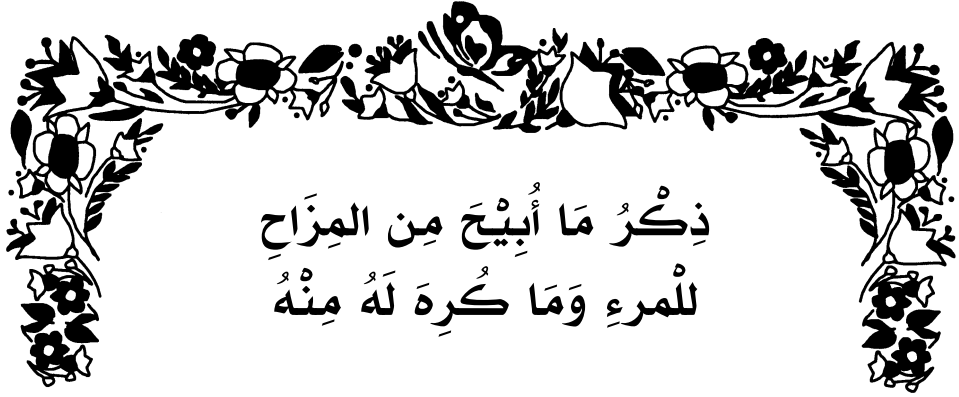 ذِكْرُ مَا أُبِيْحَ مِن المِزَاحِ
للْمرءِ وَمَا كُرِهَ لَهُ مِنْهُ